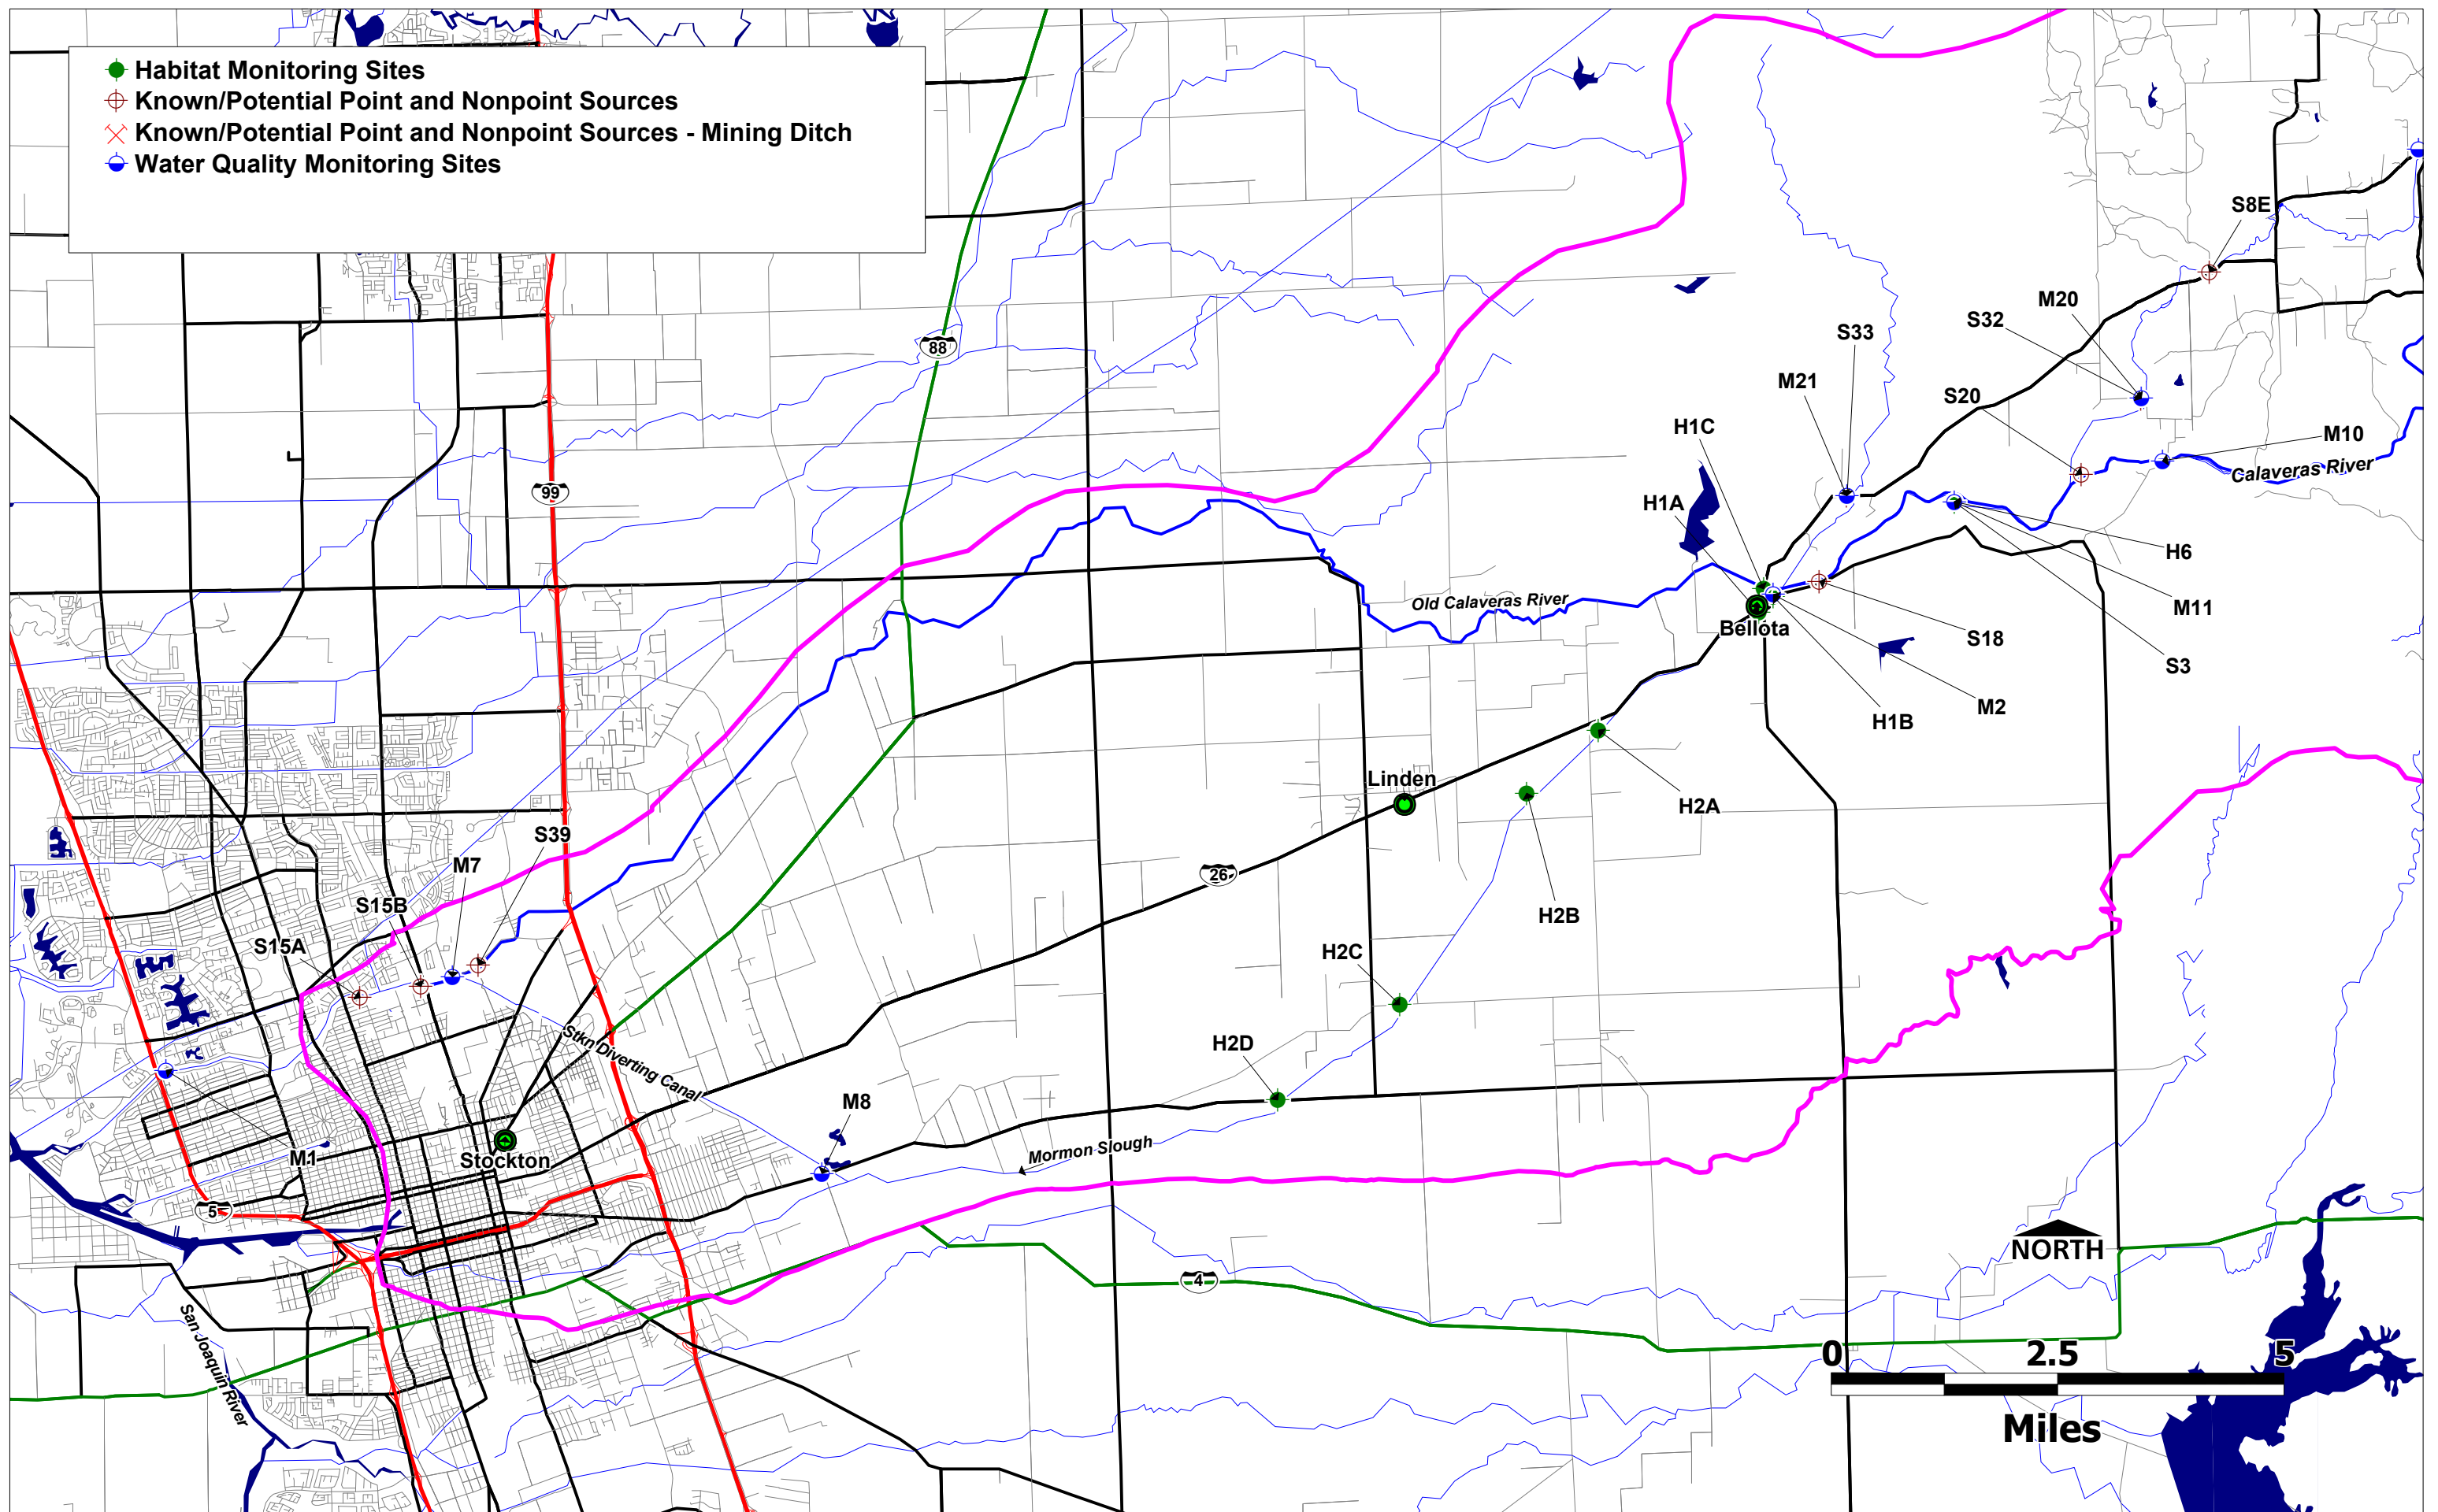 Habitat Monitoring Sites
Known/Potential Point and Nonpoint Sources
Known/Potential Point and Nonpoint Sources - Mining Ditch
Water Quality Monitoring Sites
S8E
M20
S32
S33
88
M21
S20
H1C
M10
Calaveras River
99
H1A
H6
Old Calaveras River
M11
Bellota
S18
S3
M2
H1B
Linden
H2A
S39
M7
26
S15B
H2B
S15A
H2C
Stkn Diverting Canal
H2D
M8
Mormon Slough
M1
Stockton
5
NORTH
4
San Joaquin River
0 2.5 5
Miles